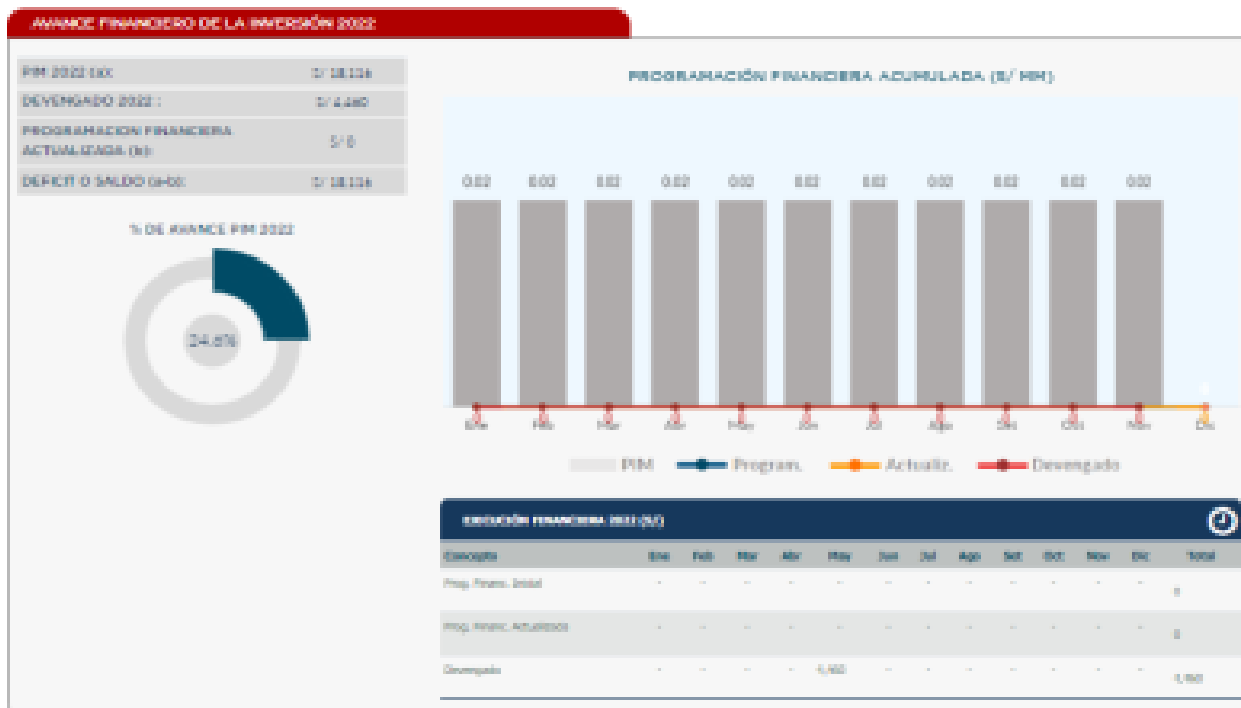 AVANCE FINANCIERO DE LA INVERSIÓN 2022
PIM 2022 (a):
DEVENGADO 2022 :
PROGRAMACION FINANCIERA
ACTUALIZADA (b):
S/ 0
DEFICIT O SALDO (a-b):
% DE AVANCE PIM 2022
24.6%
PROGRAMACIÓN FINANCIERA ACUMULADA (S/ MM)
0.02 0.02 0.02 0.02 0.02 0.02 0.02 0.02 0.02 0.02 0.02
Ene Feb Mar Abr May Jun Jul Ago Set Oct Nov Dic
PIM Program. Actualiz. Devengado
EJECUCIÓN FINANCIERA 2022 (S/)
Concepto Ene Feb Mar Abr May Jun Jul Ago Set Oct Nov Dic Total
Prog. Financ. Inicial - - - - - - - - - - - - 0
Prog. Financ. Actualizada - - - - - - - - - - - - 0
Devengado - - - - - - - - - - -